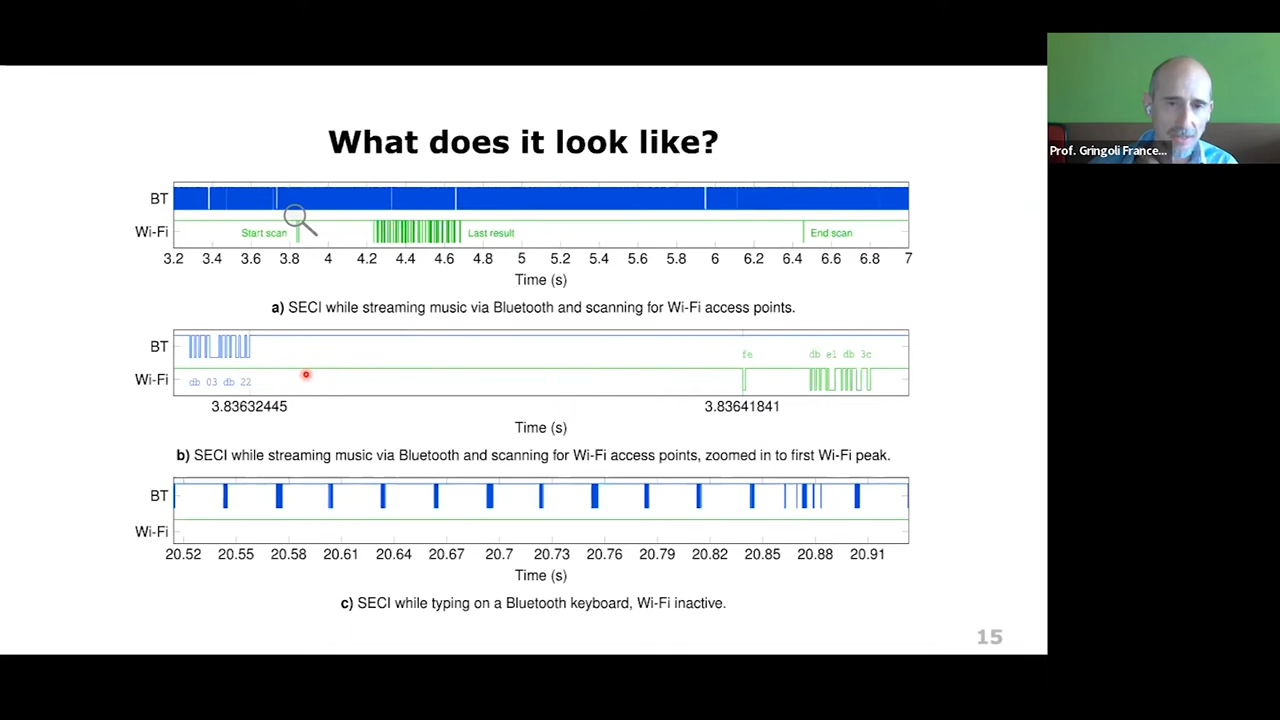 Prof. Gringoli France...
What does it look like?
BT
Wi-Fi
Start scan
Last result
End scan
3.2 3.4 3.6 3.8 4 4.2 4.4 4.6 4.8 5 5.2 5.4 5.6 5.8 6 6.2 6.4 6.6 6.8 7
Time (s)
a) SECI while streaming music via Bluetooth and scanning for Wi-Fi access points.
BT
fe
db e1 db 3c
Wi-Fi
db 03 db 22
3.83632445 3.83641841
Time (s)
b) SECI while streaming music via Bluetooth and scanning for Wi-Fi access points, zoomed in to first Wi-Fi peak.
BT
Wi-Fi
20.52 20.55 20.58 20.61 20.64 20.67 20.7 20.73 20.76 20.79 20.82 20.85 20.88 20.91
Time (s)
c) SECI while typing on a Bluetooth keyboard, Wi-Fi inactive.
15